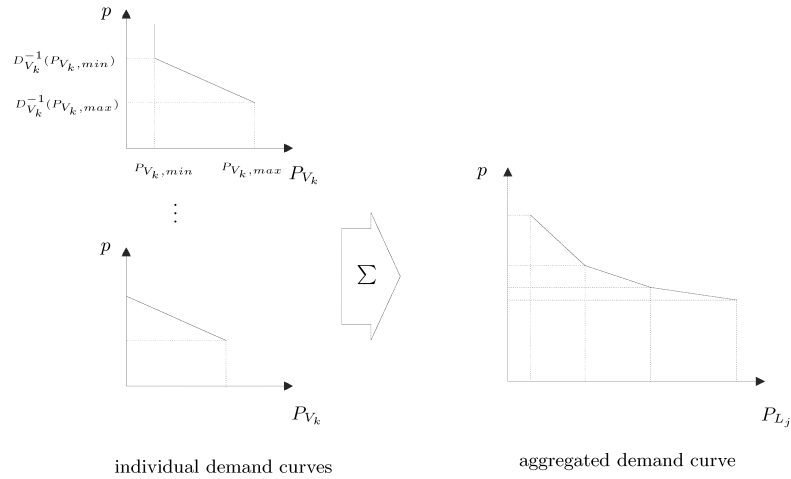 p
D_{V_k}^{-1}(P_{V_k,min})
D_{V_k}^{-1}(P_{V_k,max})
P_{V_k,min} P_{V_k,max} P_{V_k}
⋮
p
P_{V_k}
∑
p
P_{L_j}
individual demand curves
aggregated demand curve